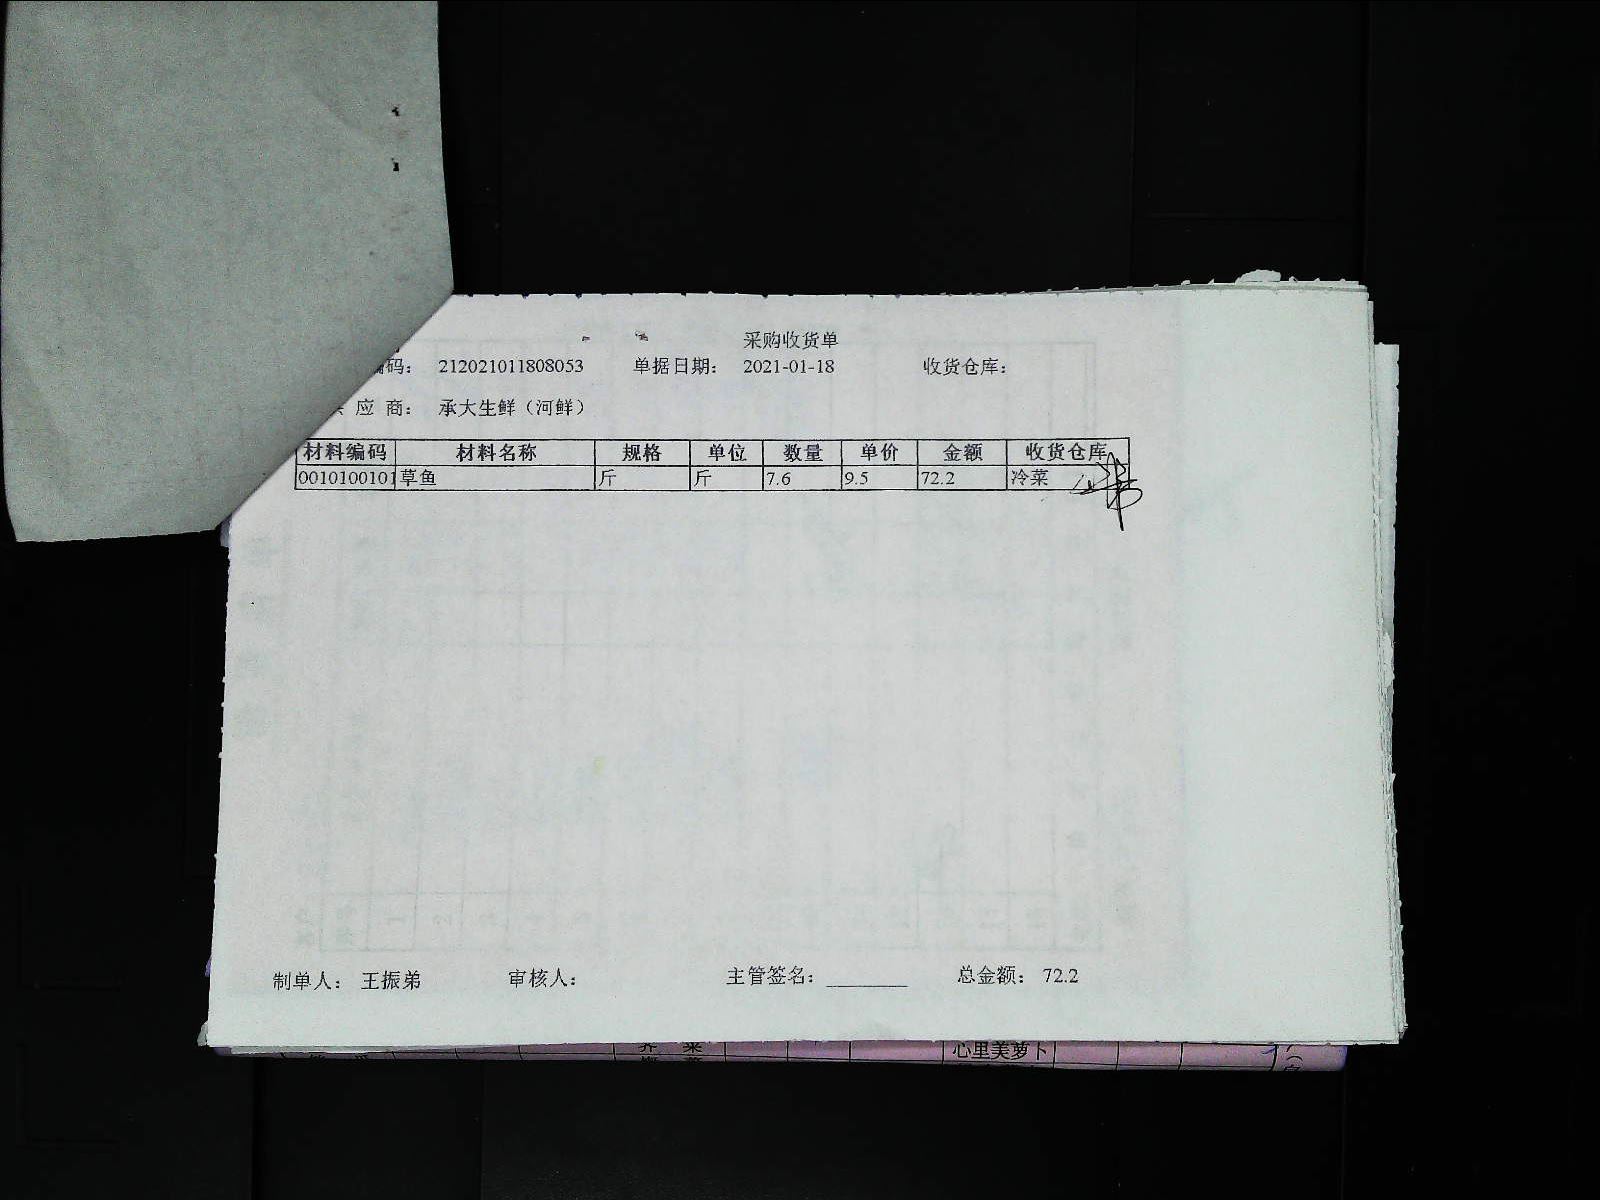 采购收货单
编码： 212021011808053 单据日期： 2021-01-18 收货仓库：
应 商： 承大生鲜（河鲜）
材料编码 材料名称 规格 单位 数量 单价 金额 收货仓库
0010100101 草鱼 斤 斤 7.6 9.5 72.2 冷菜
制单人： 王振弟 审核人： 主管签名： ________ 总金额： 72.2
心里美萝卜